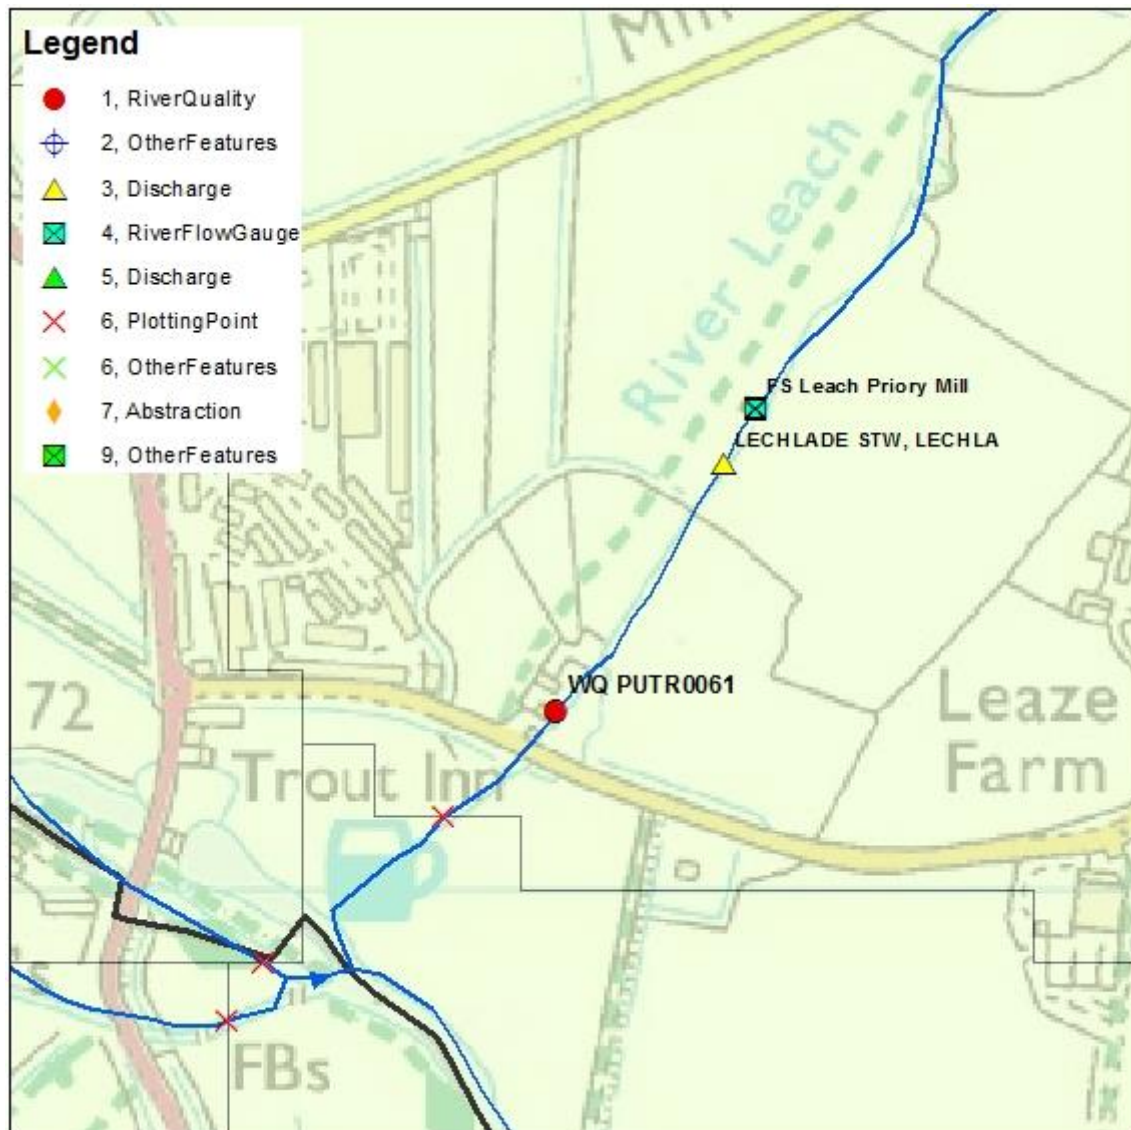 Legend
1, RiverQuality
2, OtherFeatures
3, Discharge
4, RiverFlowGauge
5, Discharge
6, PlottingPoint
6, OtherFeatures
7, Abstraction
9, OtherFeatures
River Leach
FS Leach Priory Mill
LECHLADE STW, LECHLA
WQ PUTR0061
72
Leaze
Farm
Trout Inn
FBs